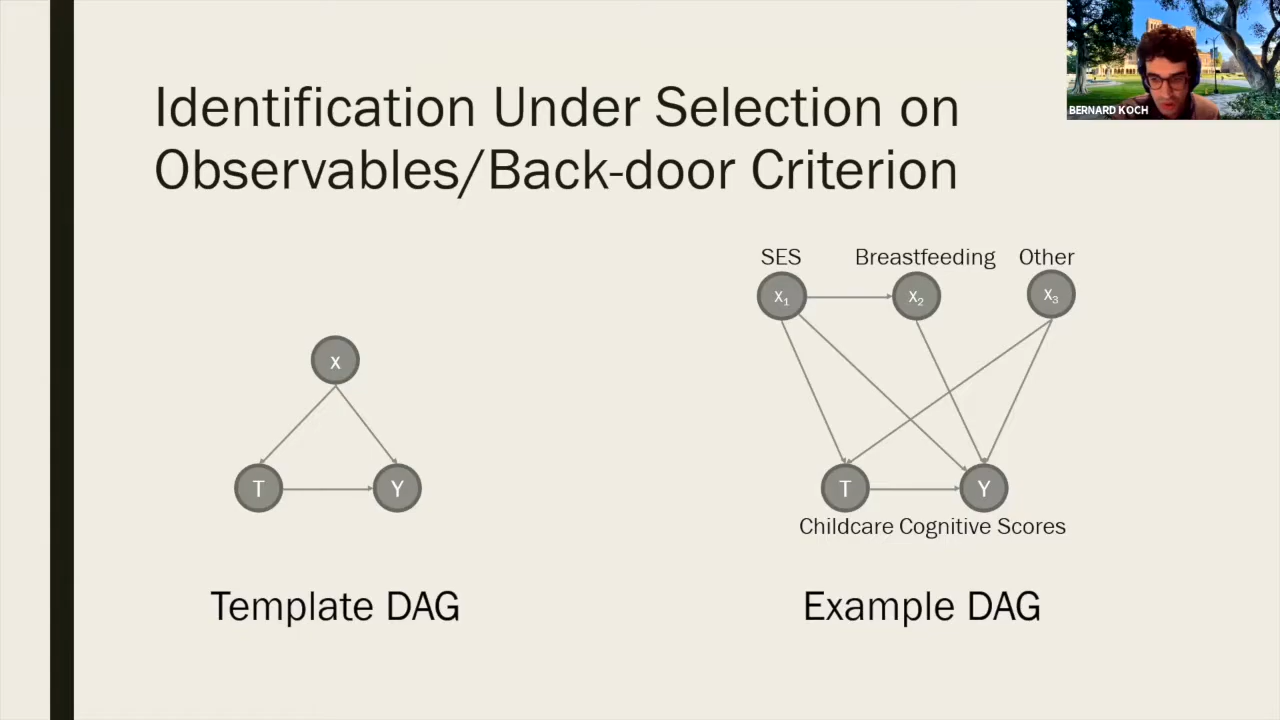 BERNARD KOCH
Identification Under Selection on
Observables/Back-door Criterion
X
T
Y
Template DAG
SES
Breastfeeding
Other
X₁
X₂
X₃
T
Y
Childcare
Cognitive Scores
Example DAG